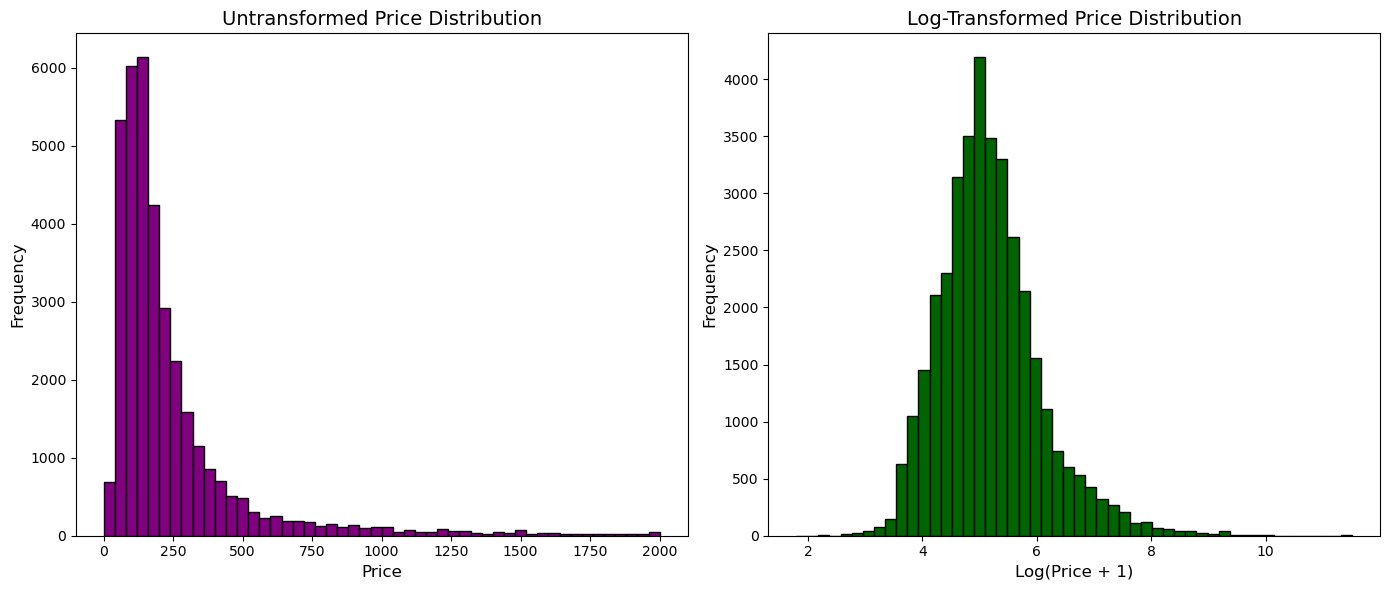 Untransformed Price Distribution
Frequency
6000
5000
4000
3000
2000
1000
0
0 250 500 750 1000 1250 1500 1750 2000
Price
Log-Transformed Price Distribution
Frequency
4000
3500
3000
2500
2000
1500
1000
500
0
2 4 6 8 10
Log(Price + 1)